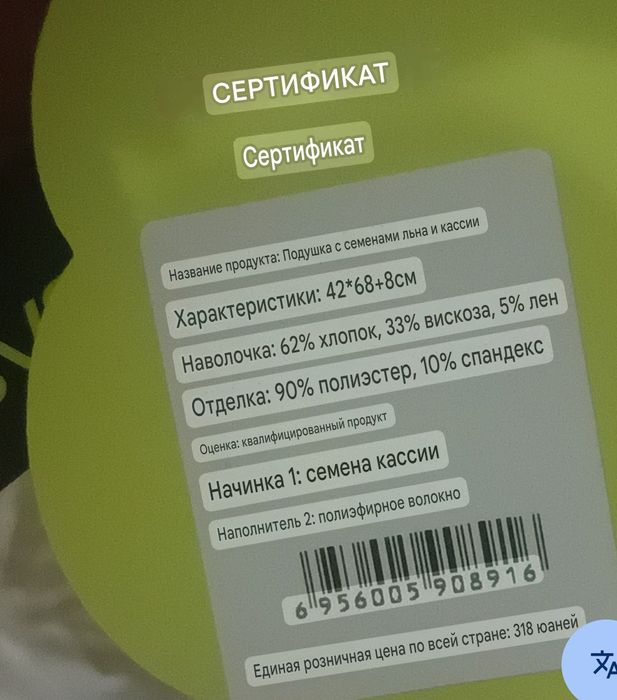 СЕРТИФИКАТ
Сертификат
Название продукта: Подушка с семенами льна и кассии
Характеристики: 42*68+8см
Наволочка: 62% хлопок, 33% вискоза, 5% лен
Отделка: 90% полиэстер, 10% спандекс
Оценка: квалифицированный продукт
Начинка 1: семена кассии
Наполнитель 2: полиэфирное волокно
6 956005 908916
Единая розничная цена по всей стране: 318 юаней